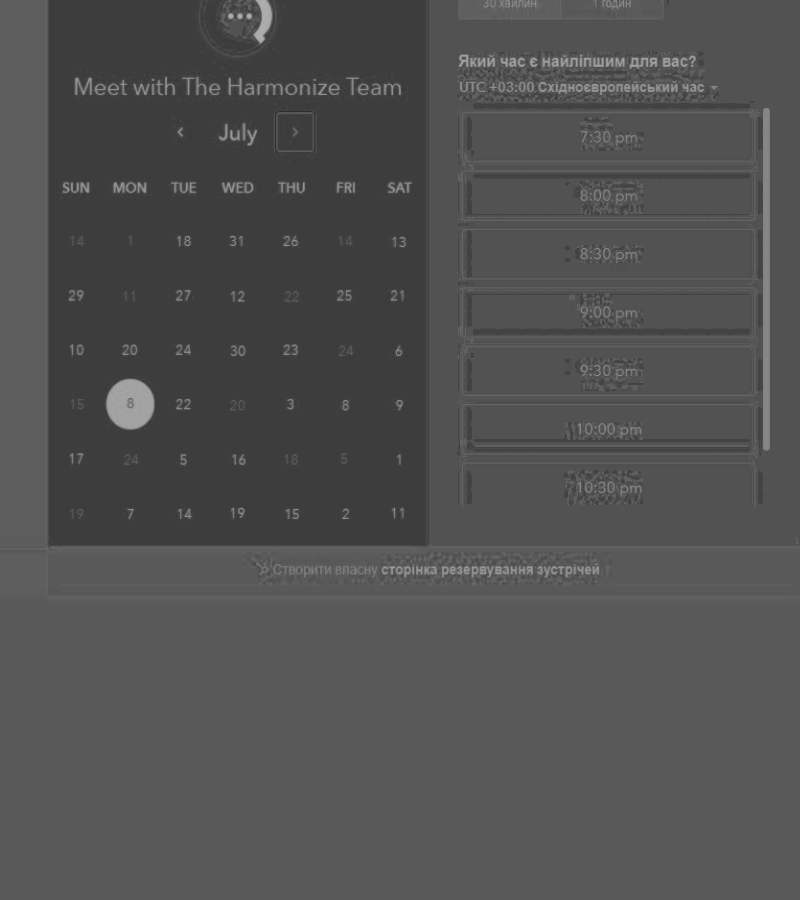 30 хвилин 1 годин
Meet with The Harmonize Team
July
SUN MON TUE WED THU FRI SAT
14 1 18 31 26 14 13
29 11 27 12 22 25 21
10 20 24 30 23 24 6
15 8 22 20 3 8 9
17 24 5 16 18 5 1
19 7 14 19 15 2 11
Який час є найліпшим для вас?
UTC +03:00 Східноєвропейський час
7:30 pm
8:00 pm
8:30 pm
9:00 pm
9:30 pm
10:00 pm
10:30 pm
Створити власну сторінка резервування зустрічей